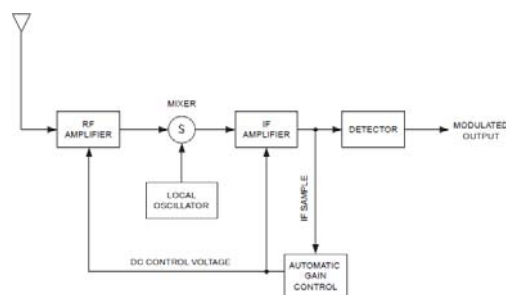 MIXER
RF
AMPLIFIER
S
IF
AMPLIFIER
DETECTOR
MODULATED
OUTPUT
LOCAL
OSCILLATOR
IF SAMPLE
DC CONTROL VOLTAGE
AUTOMATIC
GAIN
CONTROL